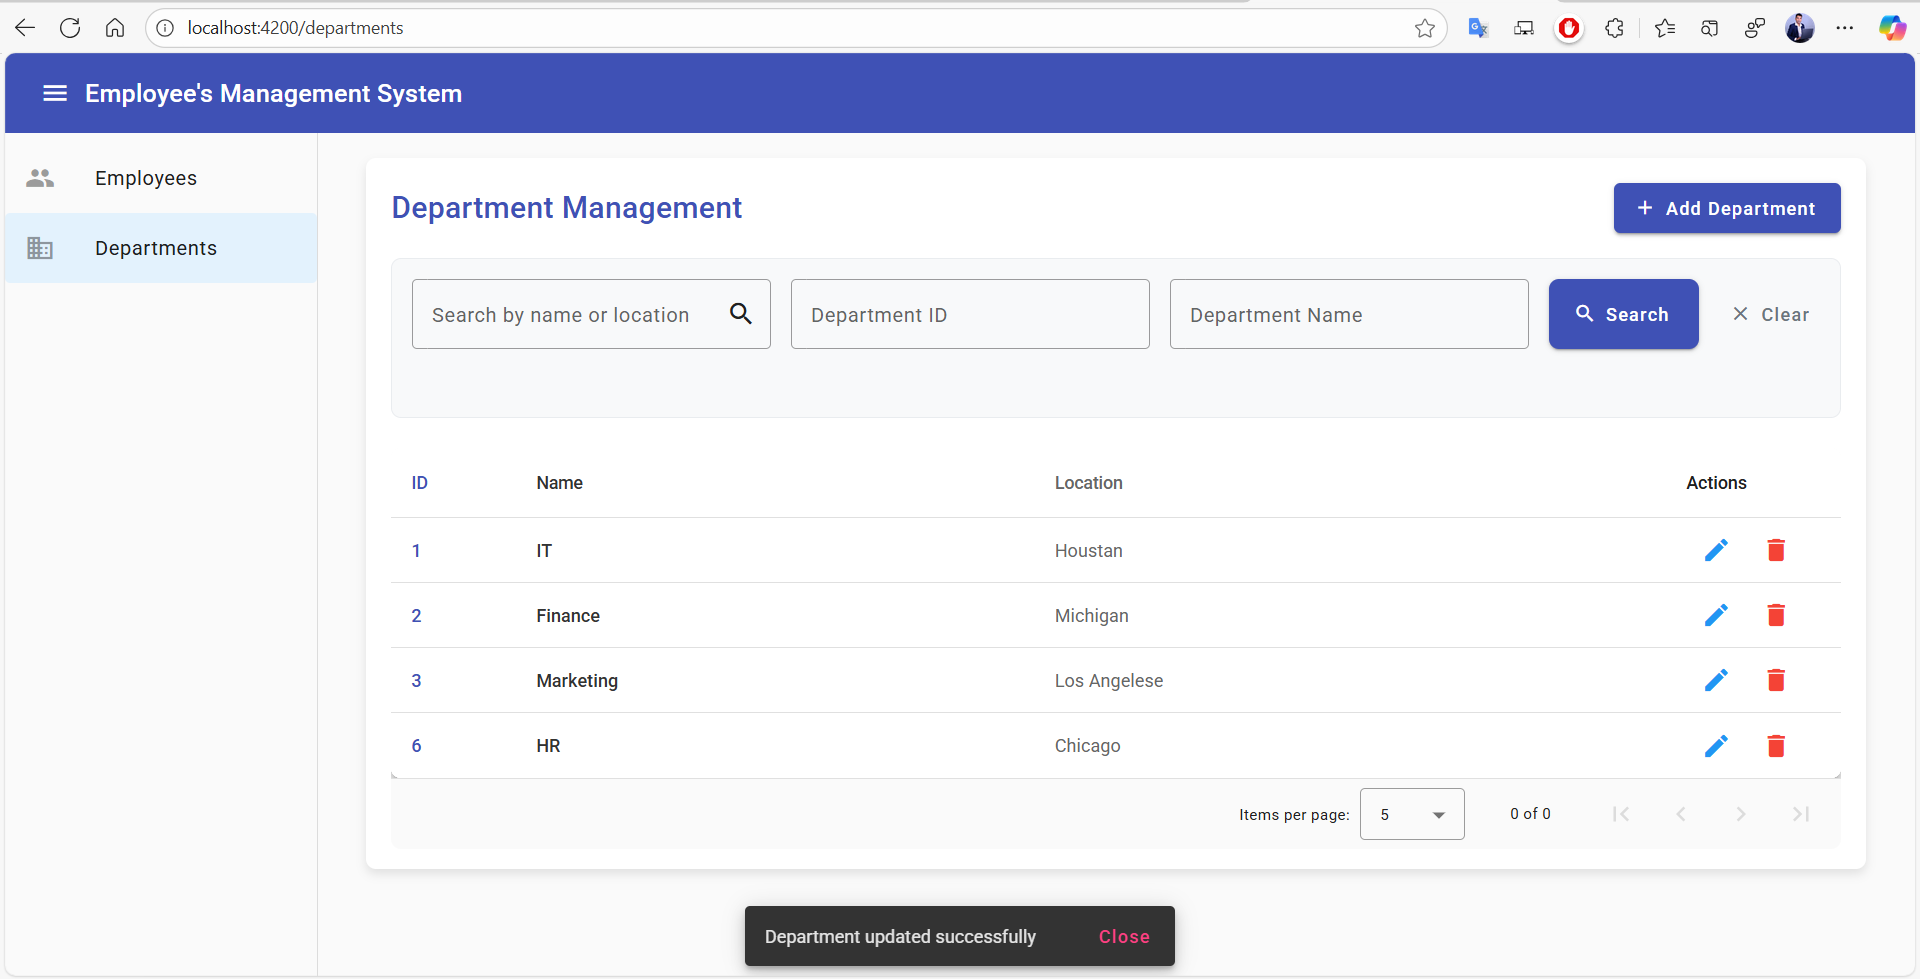 localhost:4200/departments
Employee's Management System
Employees
Departments
Department Management
+ Add Department
Search by name or location
Department ID
Department Name
Search
Clear
ID Name Location Actions
1 IT Houstan
2 Finance Michigan
3 Marketing Los Angelese
6 HR Chicago
Items per page: 5 0 of 0
Department updated successfully Close